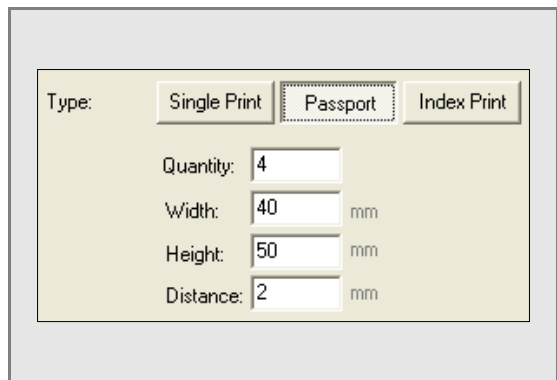 Type: Single Print Passport Index Print
Quantity: 4
Width: 40 mm
Height: 50 mm
Distance: 2 mm